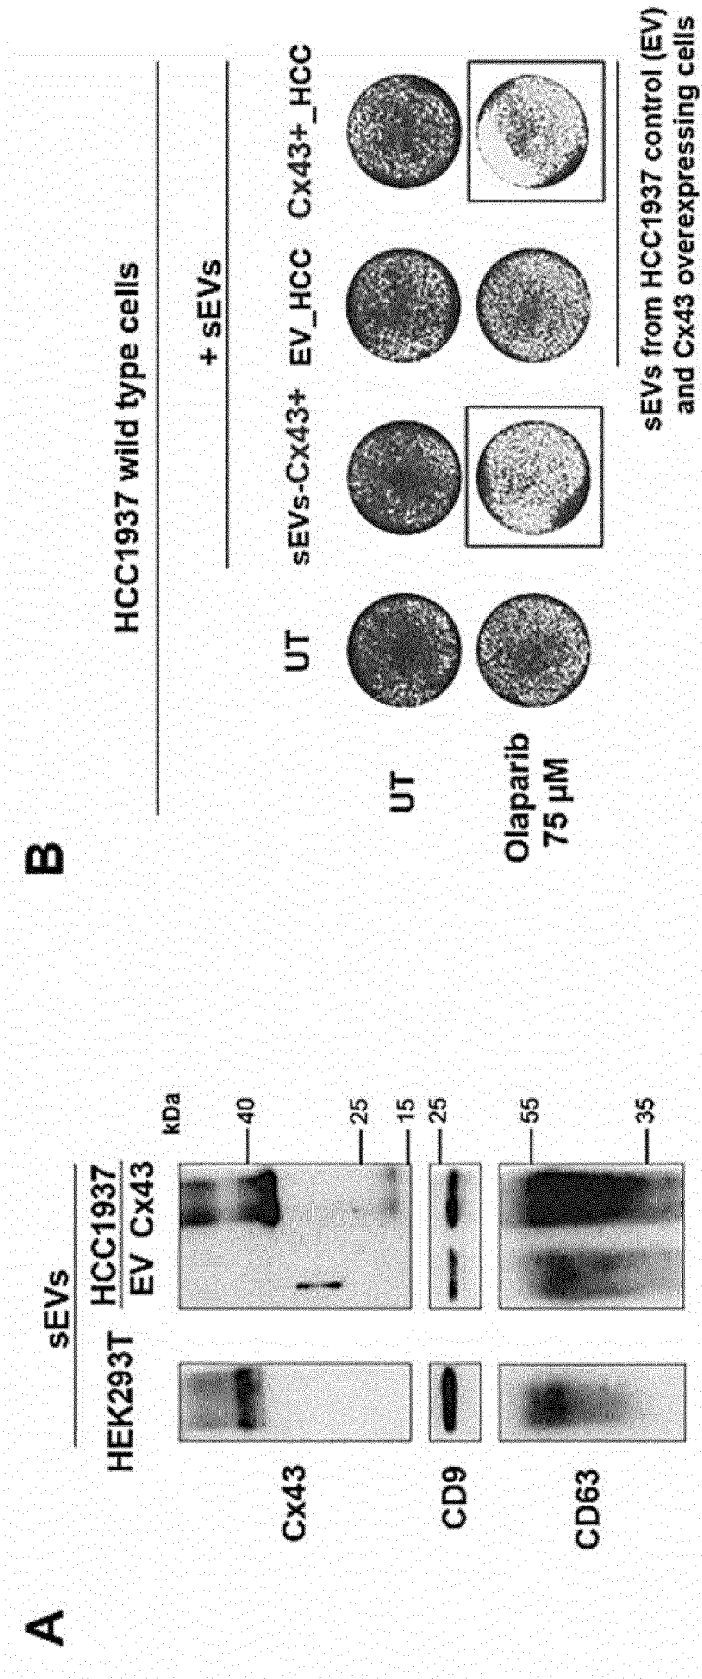 A
sEVs
HEK293T
HCC1937
EV Cx43
kDa
Cx43
40
25
15
CD9
25
CD63
55
35
B
HCC1937 wild type cells
+ sEVs
UT
sEVs-Cx43+
EV_HCC
Cx43+_HCC
UT
Olaparib
75 µM
sEVs from HCC1937 control (EV)
and Cx43 overexpressing cells